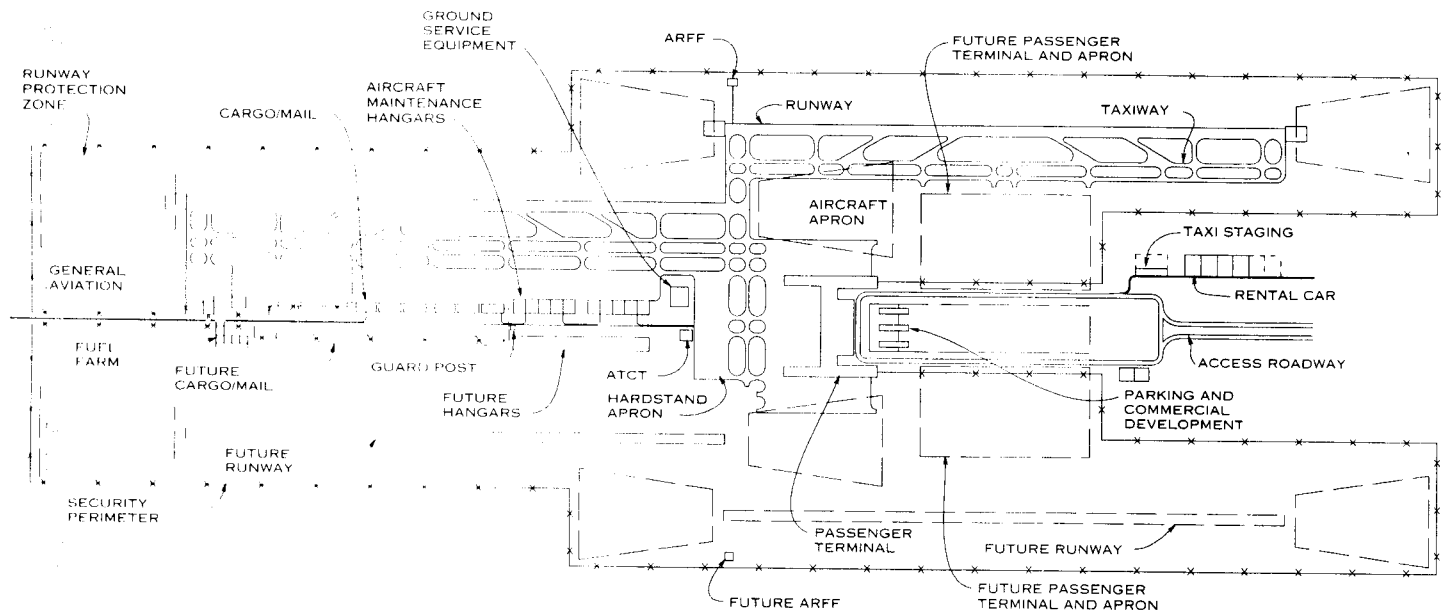 GROUND
SERVICE
EQUIPMENT
ARFF
FUTURE PASSENGER
TERMINAL AND APRON
RUNWAY
PROTECTION
ZONE
CARGO/MAIL
AIRCRAFT
MAINTENANCE
HANGARS
RUNWAY
TAXIWAY
AIRCRAFT
APRON
TAXI STAGING
GENERAL
AVIATION
RENTAL CAR
FUEL
FARM
FUTURE
CARGO/MAIL
GUARD POST
ATCT
ACCESS ROADWAY
FUTURE
HANGARS
HARDSTAND
APRON
PARKING AND
COMMERCIAL
DEVELOPMENT
FUTURE
RUNWAY
SECURITY
PERIMETER
PASSENGER
TERMINAL
FUTURE RUNWAY
FUTURE ARFF
FUTURE PASSENGER
TERMINAL AND APRON